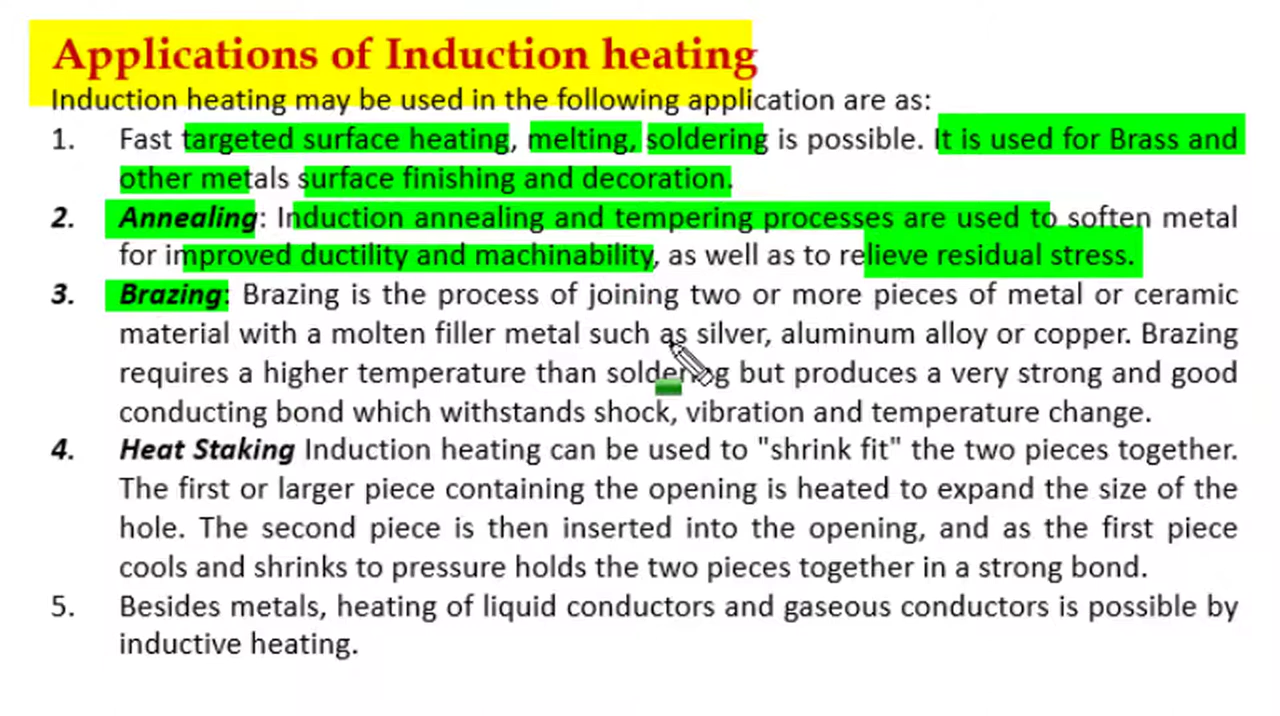 Applications of Induction heating
Induction heating may be used in the following application are as:
1. Fast targeted surface heating, melting, soldering is possible. It is used for Brass and
other metals surface finishing and decoration.
2. Annealing: Induction annealing and tempering processes are used to soften metal
for improved ductility and machinability, as well as to relieve residual stress.
3. Brazing: Brazing is the process of joining two or more pieces of metal or ceramic
material with a molten filler metal such as silver, aluminum alloy or copper. Brazing
requires a higher temperature than soldering but produces a very strong and good
conducting bond which withstands shock, vibration and temperature change.
4. Heat Staking Induction heating can be used to "shrink fit" the two pieces together.
The first or larger piece containing the opening is heated to expand the size of the
hole. The second piece is then inserted into the opening, and as the first piece
cools and shrinks to pressure holds the two pieces together in a strong bond.
5. Besides metals, heating of liquid conductors and gaseous conductors is possible by
inductive heating.